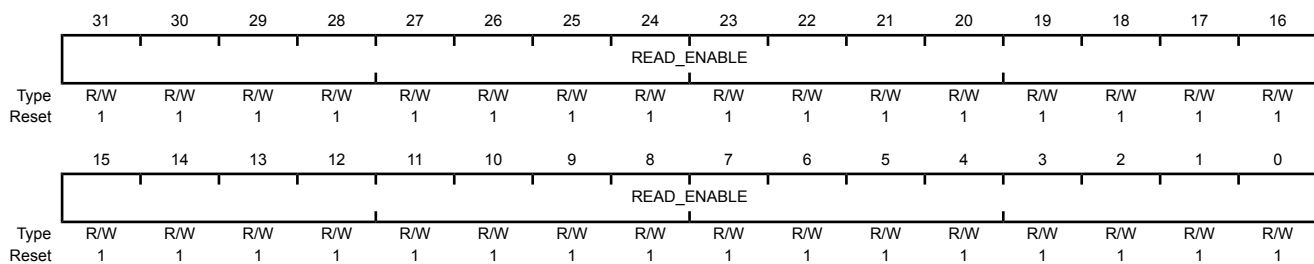 31 30 29 28 27 26 25 24 23 22 21 20 19 18 17 16
READ_ENABLE
Type R/W R/W R/W R/W R/W R/W R/W R/W R/W R/W R/W R/W R/W R/W R/W R/W
Reset 1 1 1 1 1 1 1 1 1 1 1 1 1 1 1 1
15 14 13 12 11 10 9 8 7 6 5 4 3 2 1 0
READ_ENABLE
Type R/W R/W R/W R/W R/W R/W R/W R/W R/W R/W R/W R/W R/W R/W R/W R/W
Reset 1 1 1 1 1 1 1 1 1 1 1 1 1 1 1 1